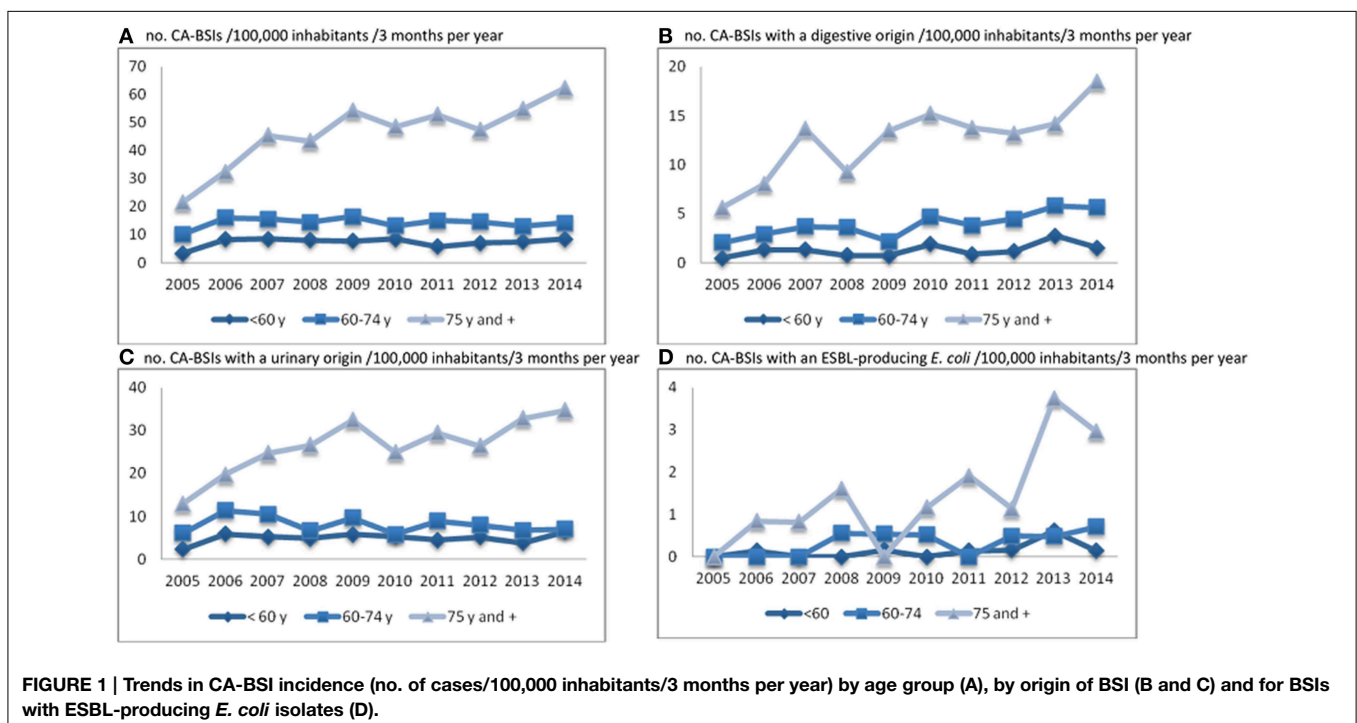 A no. CA-BSIs /100,000 inhabitants /3 months per year
70
60
50
40
30
20
10
0
2005 2006 2007 2008 2009 2010 2011 2012 2013 2014
<60 y 60-74 y 75 y and +
B no. CA-BSIs with a digestive origin /100,000 inhabitants/3 months per year
20
15
10
5
0
2005 2006 2007 2008 2009 2010 2011 2012 2013 2014
<60 y 60-74 y 75 y and +
C no. CA-BSIs with a urinary origin /100,000 inhabitants/3 months per year
40
30
20
10
0
2005 2006 2007 2008 2009 2010 2011 2012 2013 2014
< 60 y 60-74 y 75 y and +
D no. CA-BSIs with an ESBL-producing E. coli /100,000 inhabitants/3 months per year
4
3
2
1
0
2005 2006 2007 2008 2009 2010 2011 2012 2013 2014
<60 60-74 75 and +
FIGURE 1 | Trends in CA-BSI incidence (no. of cases/100,000 inhabitants/3 months per year) by age group (A), by origin of BSI (B and C) and for BSIs
with ESBL-producing E. coli isolates (D).